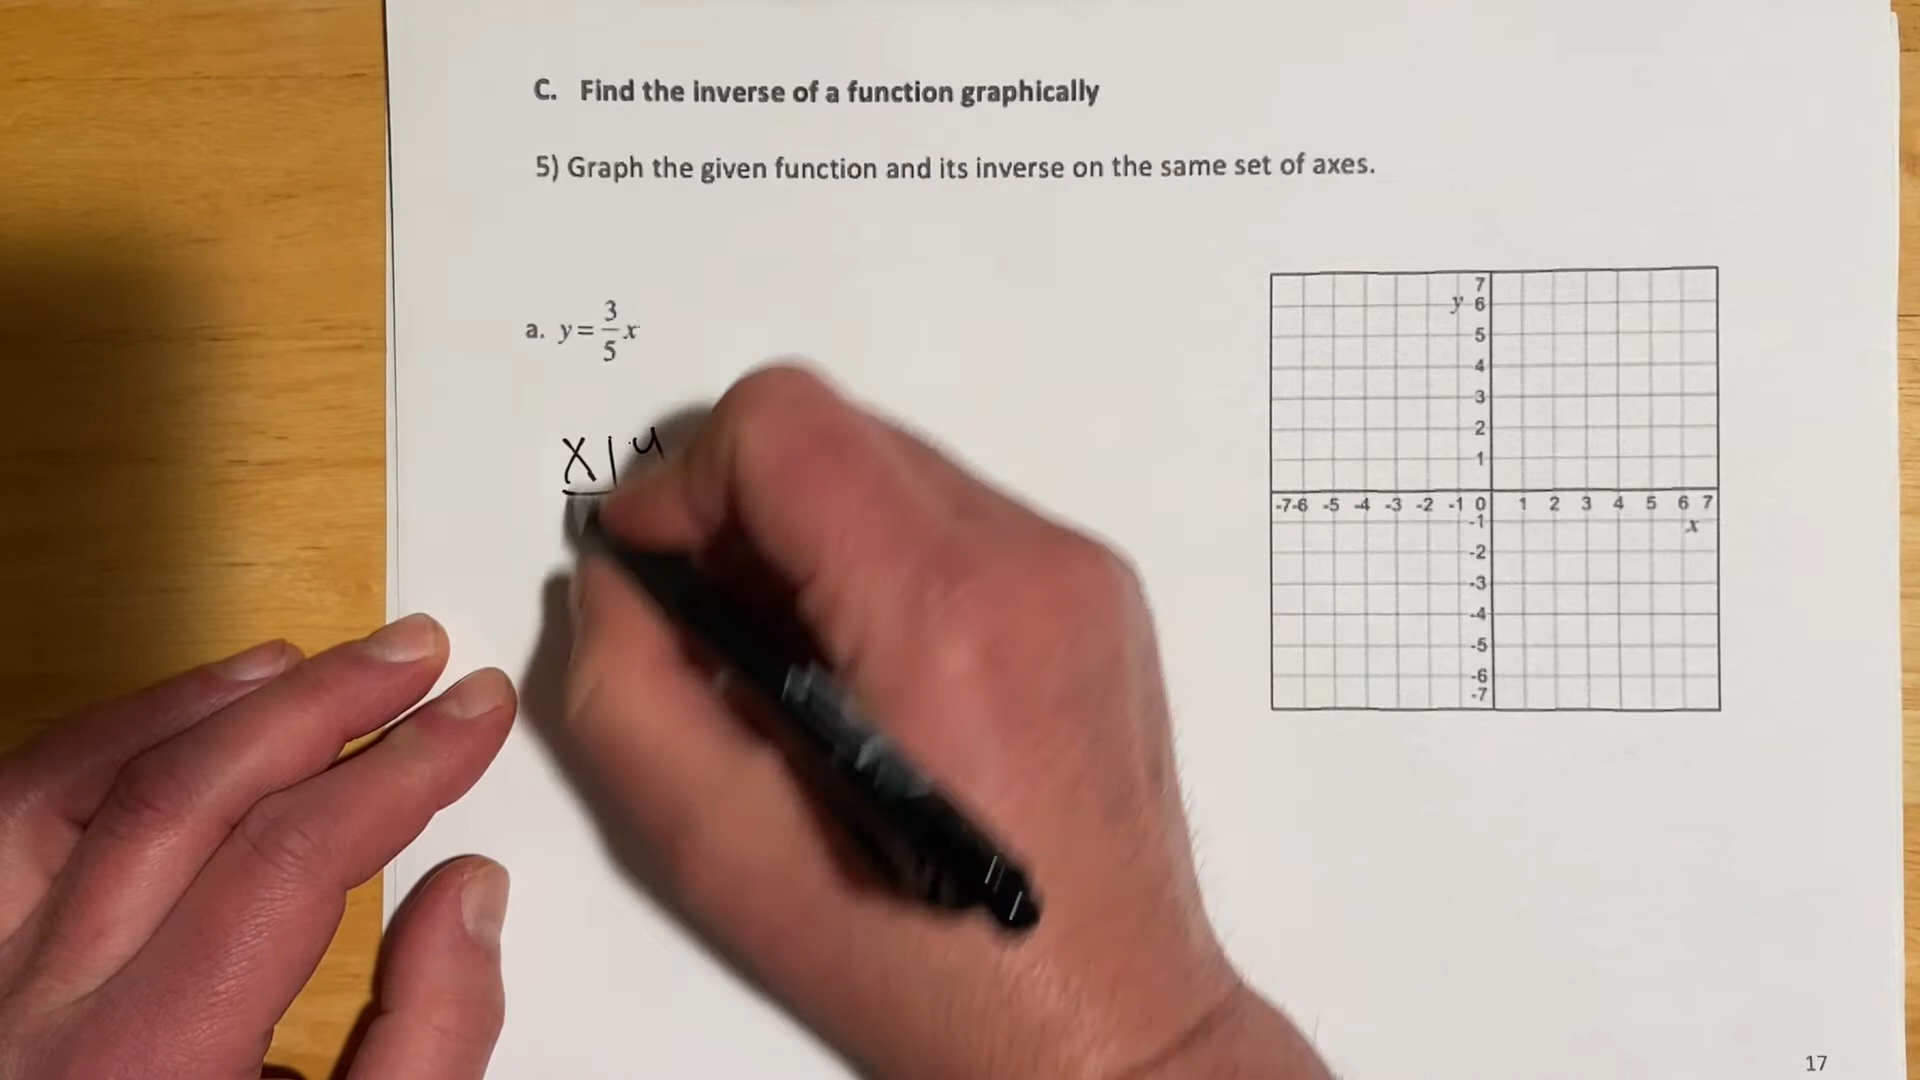 C. Find the inverse of a function graphically
5) Graph the given function and its inverse on the same set of axes.
a. y = 3/5 x
x | y
7
y 6
5
4
3
2
1
-7 -6 -5 -4 -3 -2 -1 0 1 2 3 4 5 6 7
-1 x
-2
-3
-4
-5
-6
-7
17